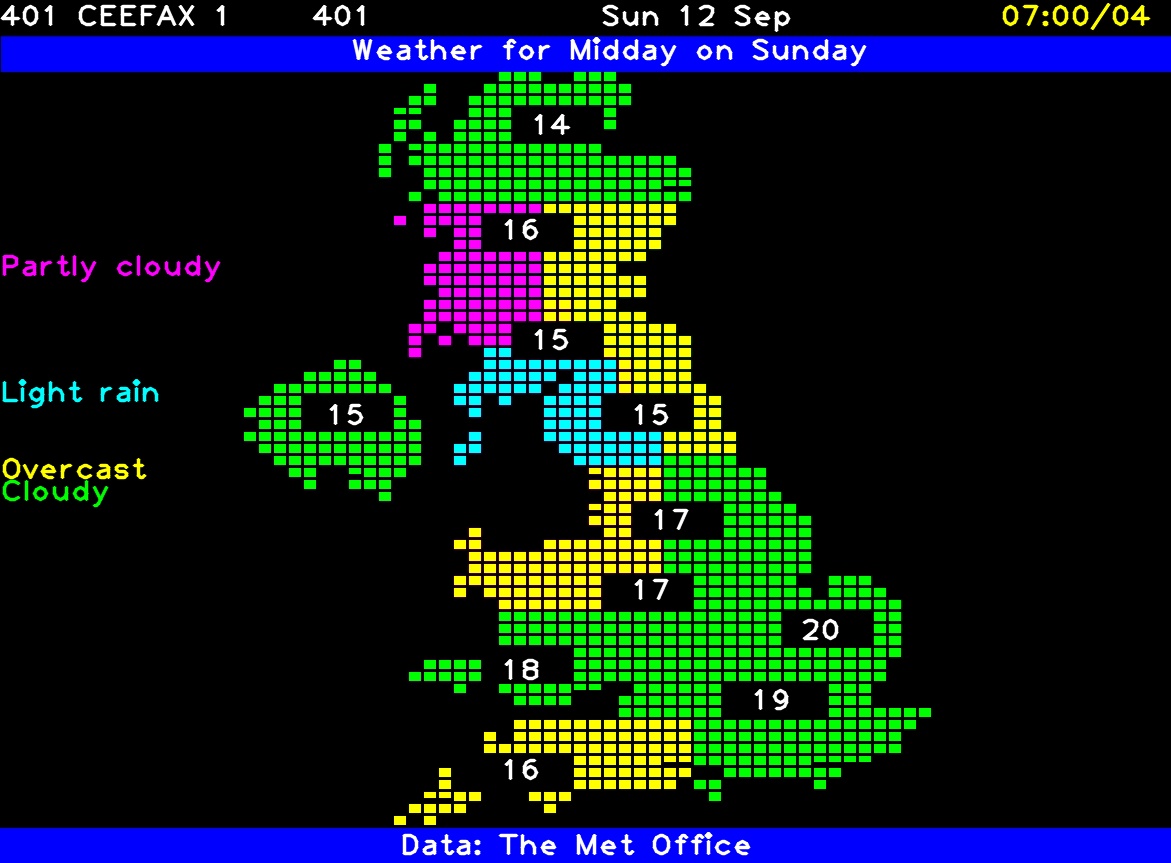 401 CEEFAX 1 401 Sun 12 Sep 07:00/04
Weather for Midday on Sunday
14
16
Partly cloudy
15
Light rain
15 15
Overcast
Cloudy
17
17
20
18
19
16
Data: The Met Office